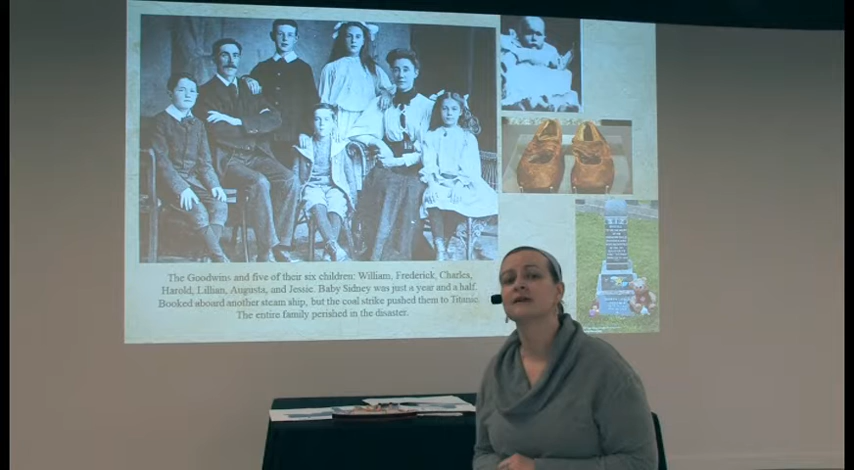 The Goodwins and five of their six children: William, Frederick, Charles,
Harold, Lillian, Augusta, and Jessie. Baby Sidney was just a year and a half.
Booked aboard another steam ship, but the coal strike pushed them to Titanic.
The entire family perished in the disaster.